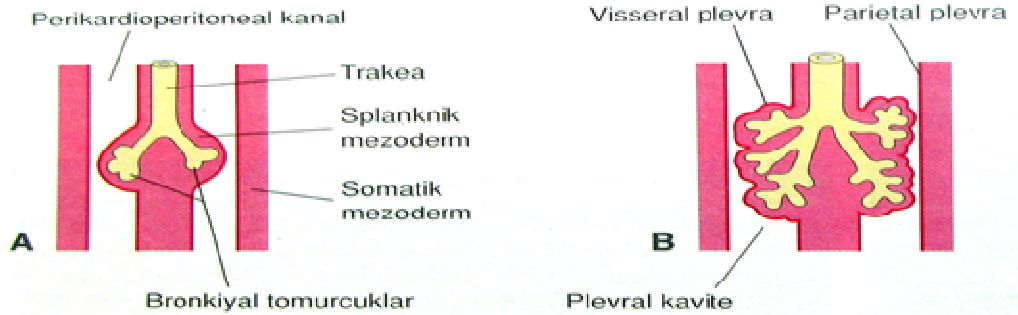 Perikardioperitoneal kanal
Trakea
Splanknik
mezoderm
Somatik
mezoderm
A
Bronkiyal tomurcuklar
Visseral plevra
Parietal plevra
B
Plevral kavite